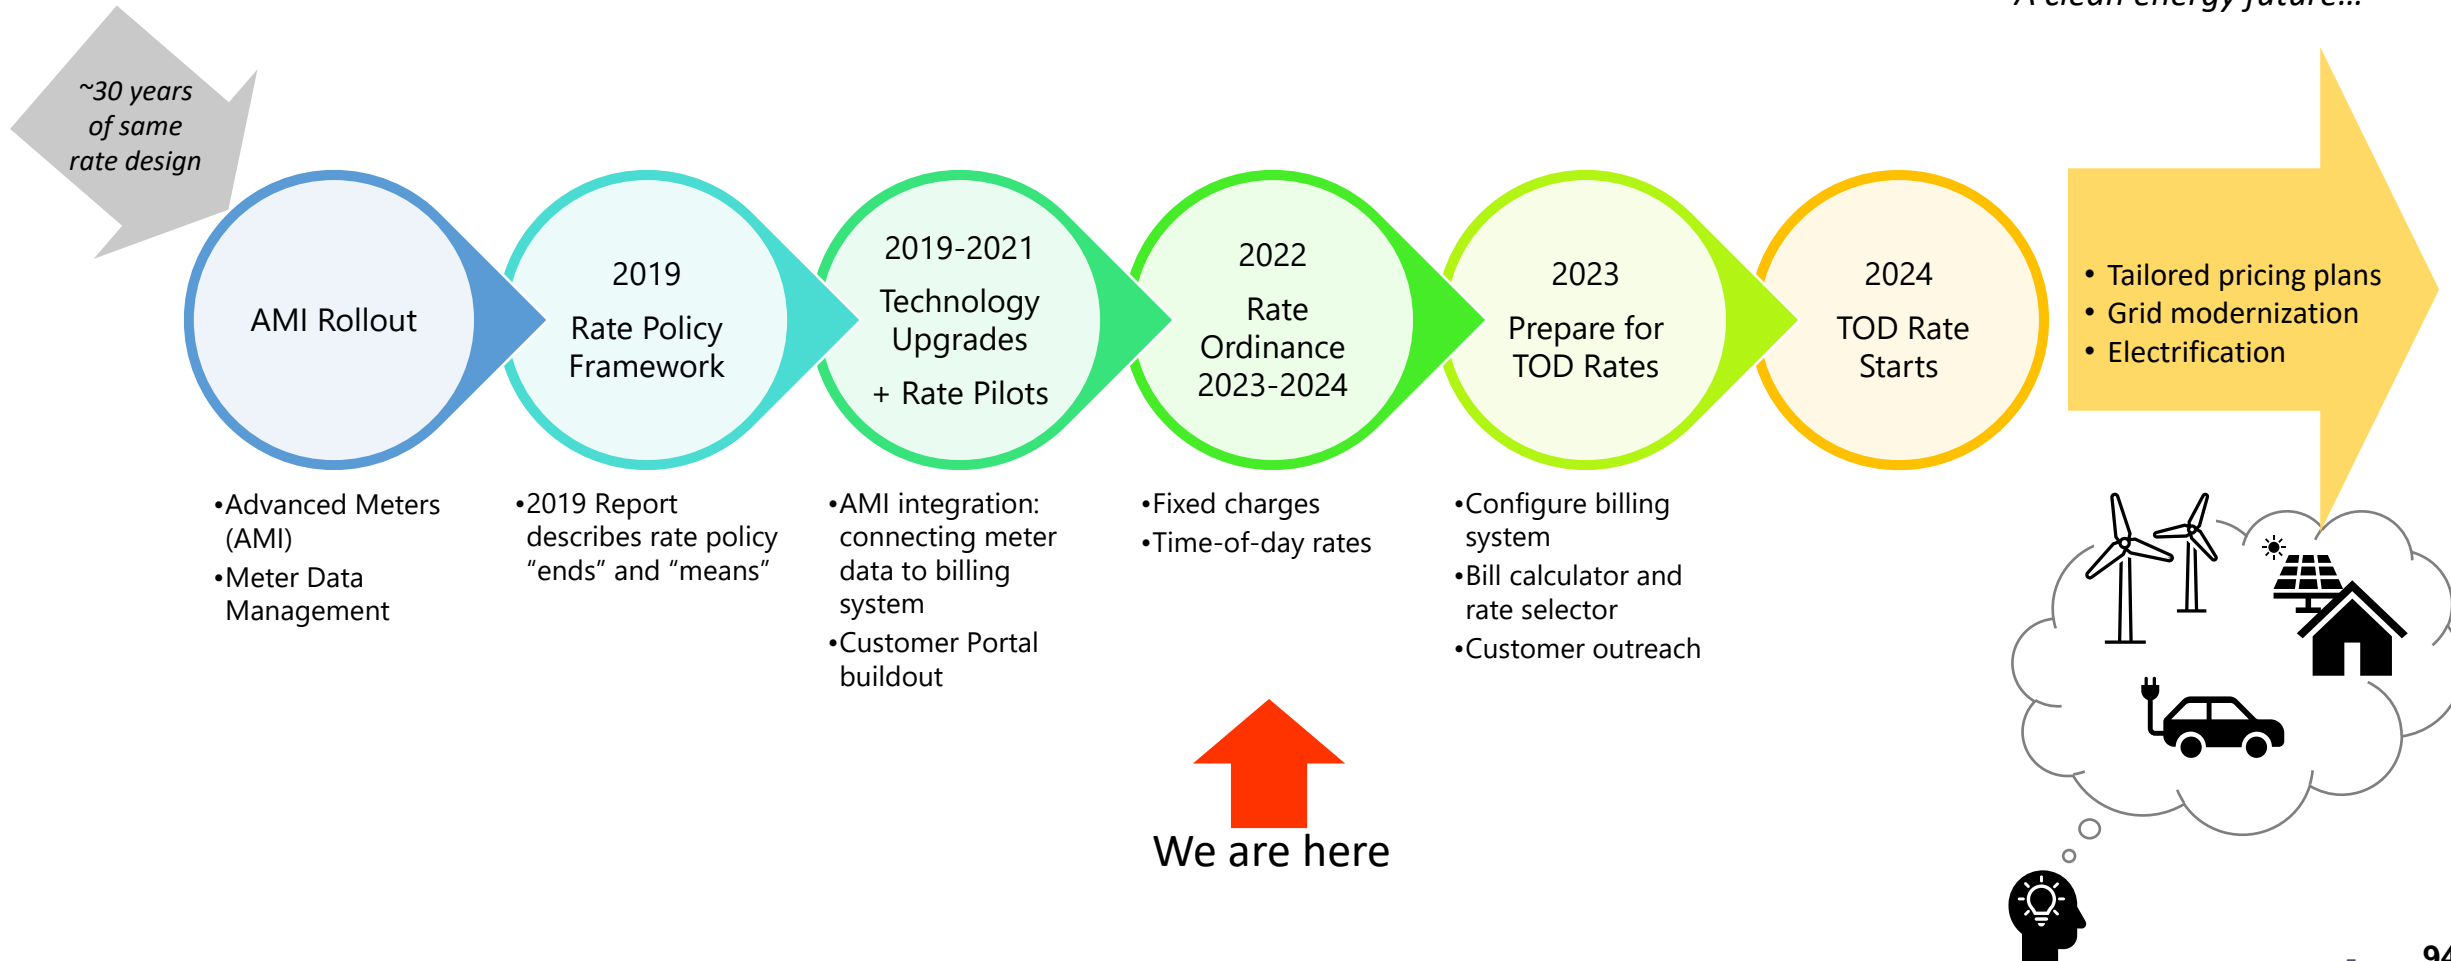 A clean energy future...
~30 years
of same
rate design
AMI Rollout
2019
Rate Policy
Framework
2019-2021
Technology
Upgrades
+ Rate Pilots
2022
Rate
Ordinance
2023-2024
2023
Prepare for
TOD Rates
2024
TOD Rate
Starts
• Tailored pricing plans
• Grid modernization
• Electrification
•Advanced Meters
(AMI)
•Meter Data
Management
•2019 Report
describes rate policy
“ends” and “means”
•AMI integration:
connecting meter
data to billing
system
•Customer Portal
buildout
•Fixed charges
•Time-of-day rates
•Configure billing
system
•Bill calculator and
rate selector
•Customer outreach
We are here